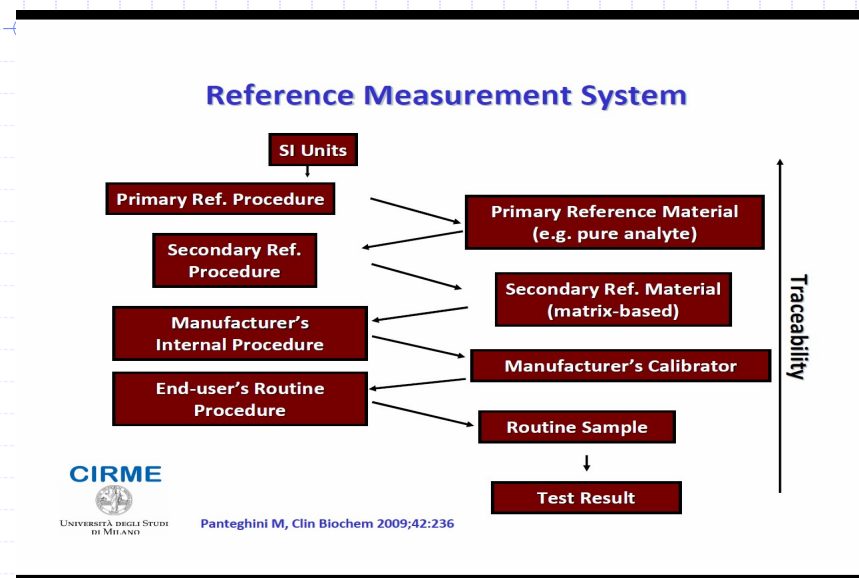 Reference Measurement System
SI Units
Primary Ref. Procedure
Primary Reference Material
(e.g. pure analyte)
Secondary Ref.
Procedure
Secondary Ref. Material
(matrix-based)
Manufacturer's
Internal Procedure
Manufacturer's Calibrator
End-user's Routine
Procedure
Routine Sample
Test Result
Traceability
CIRME
UNIVERSITÀ DEGLI STUDI
DI MILANO
Panteghini M, Clin Biochem 2009;42:236